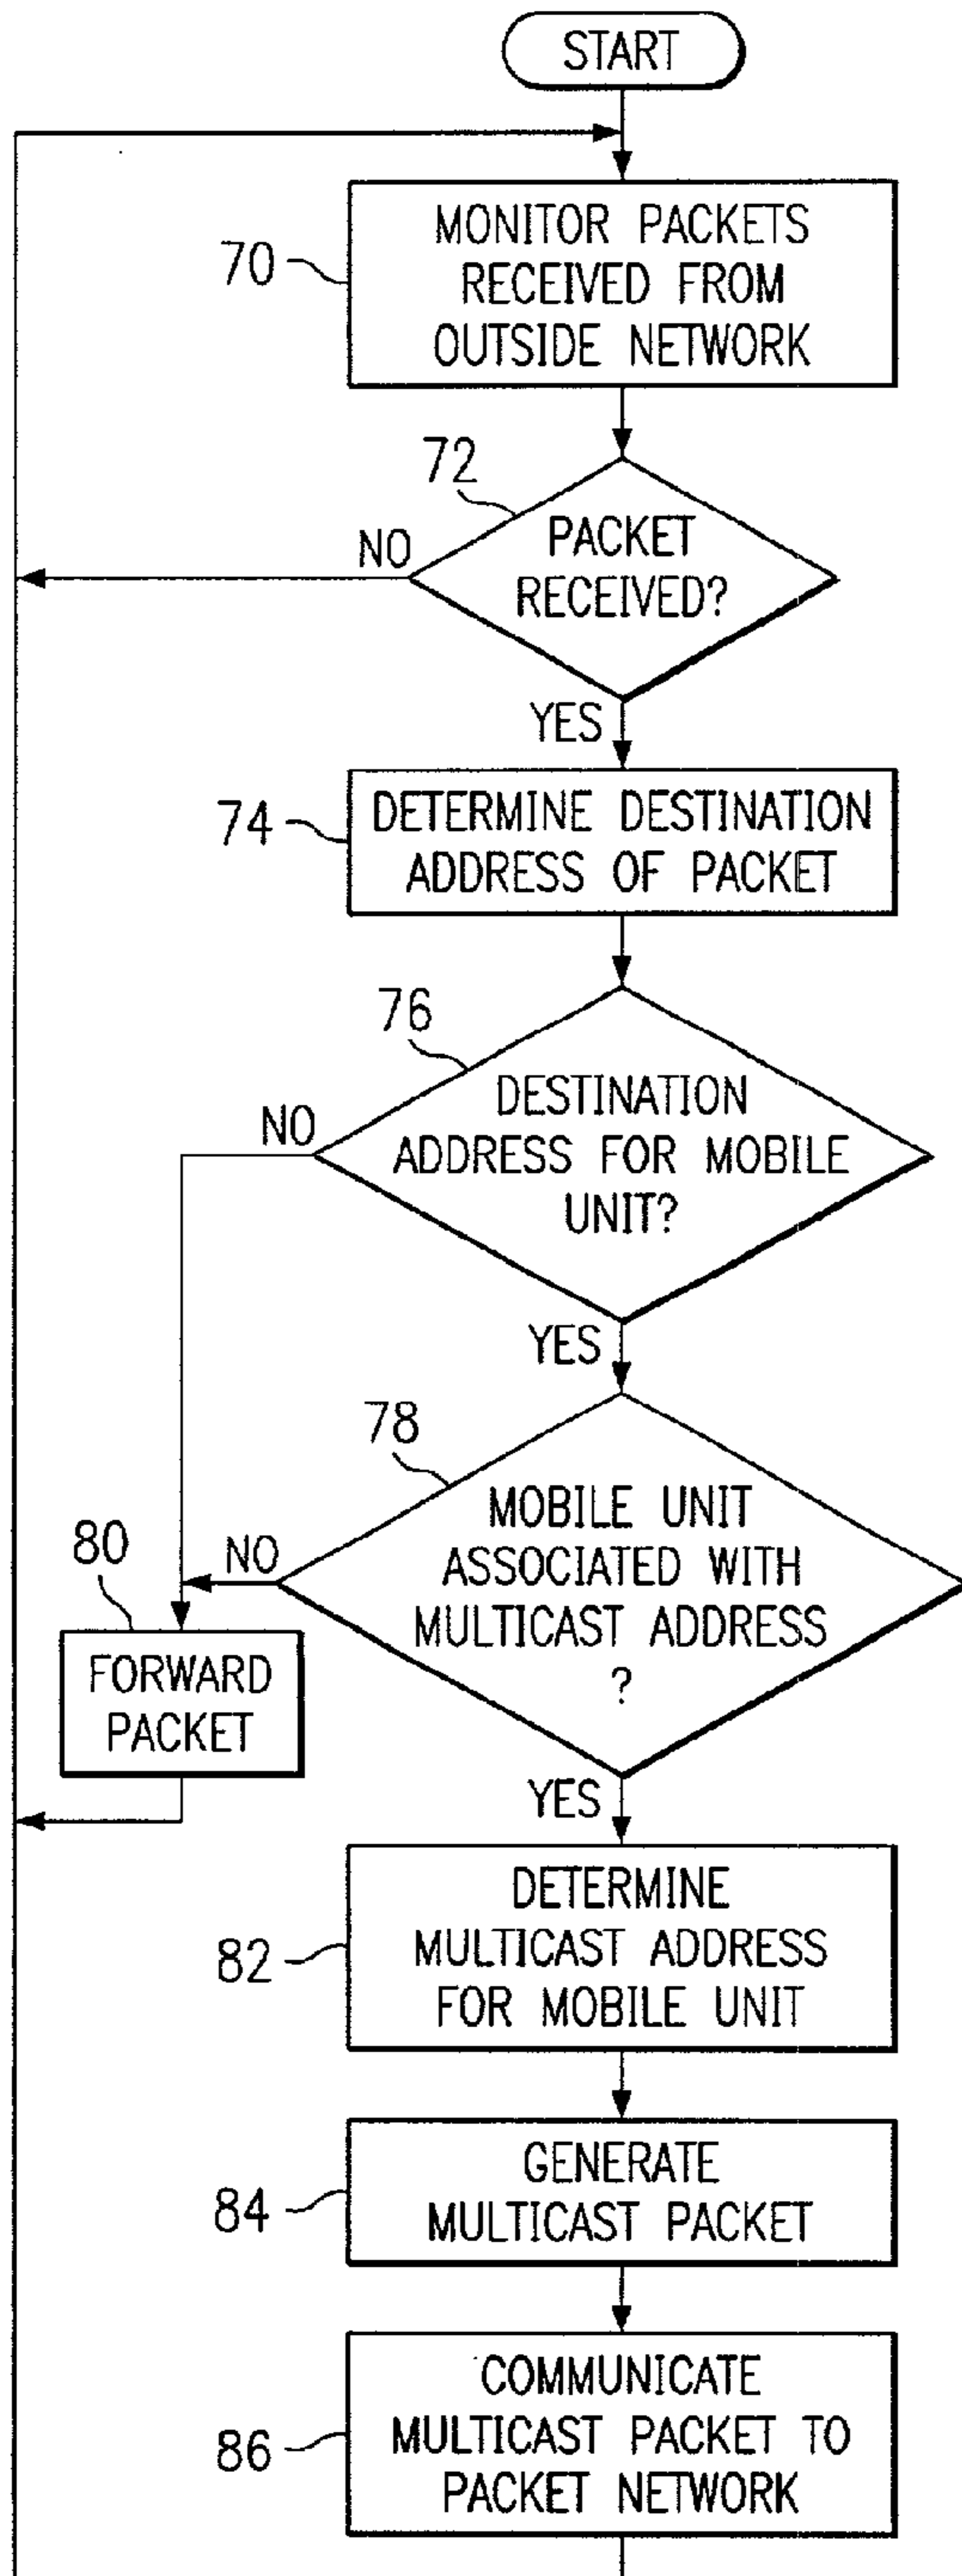 START
70
MONITOR PACKETS
RECEIVED FROM
OUTSIDE NETWORK
72
NO
PACKET
RECEIVED?
YES
74
DETERMINE DESTINATION
ADDRESS OF PACKET
76
NO
DESTINATION
ADDRESS FOR MOBILE
UNIT?
YES
78
80
NO
MOBILE UNIT
ASSOCIATED WITH
MULTICAST ADDRESS
?
FORWARD
PACKET
YES
82
DETERMINE
MULTICAST ADDRESS
FOR MOBILE UNIT
84
GENERATE
MULTICAST PACKET
86
COMMUNICATE
MULTICAST PACKET TO
PACKET NETWORK